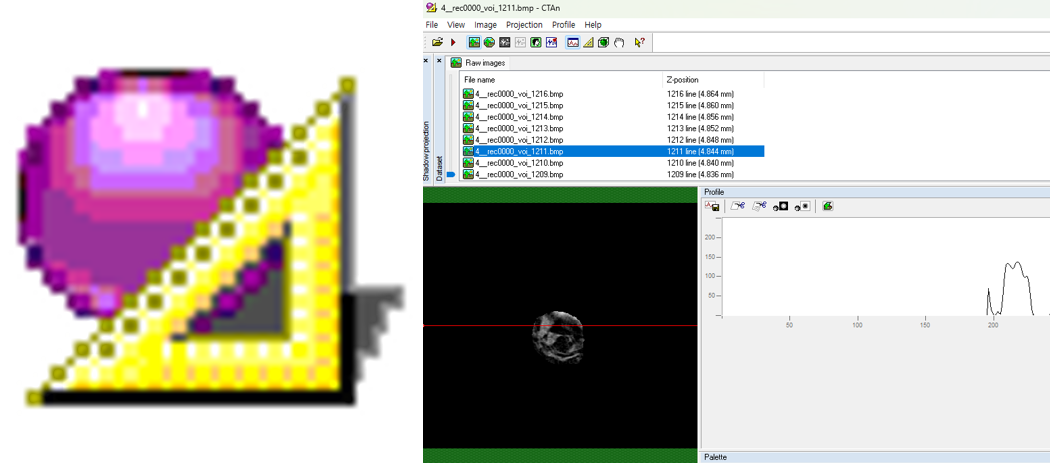 4__rec0000_voi_1211.bmp - CTAn
File View Image Projection Profile Help
Raw images
File name Z-position
4__rec0000_voi_1216.bmp 1216 line (4.864 mm)
4__rec0000_voi_1215.bmp 1215 line (4.860 mm)
4__rec0000_voi_1214.bmp 1214 line (4.856 mm)
4__rec0000_voi_1213.bmp 1213 line (4.852 mm)
4__rec0000_voi_1212.bmp 1212 line (4.848 mm)
4__rec0000_voi_1211.bmp 1211 line (4.844 mm)
4__rec0000_voi_1210.bmp 1210 line (4.840 mm)
4__rec0000_voi_1209.bmp 1209 line (4.836 mm)
Shadow projection
Dataset
Profile
200
150
100
50
50 100 150 200
Palette